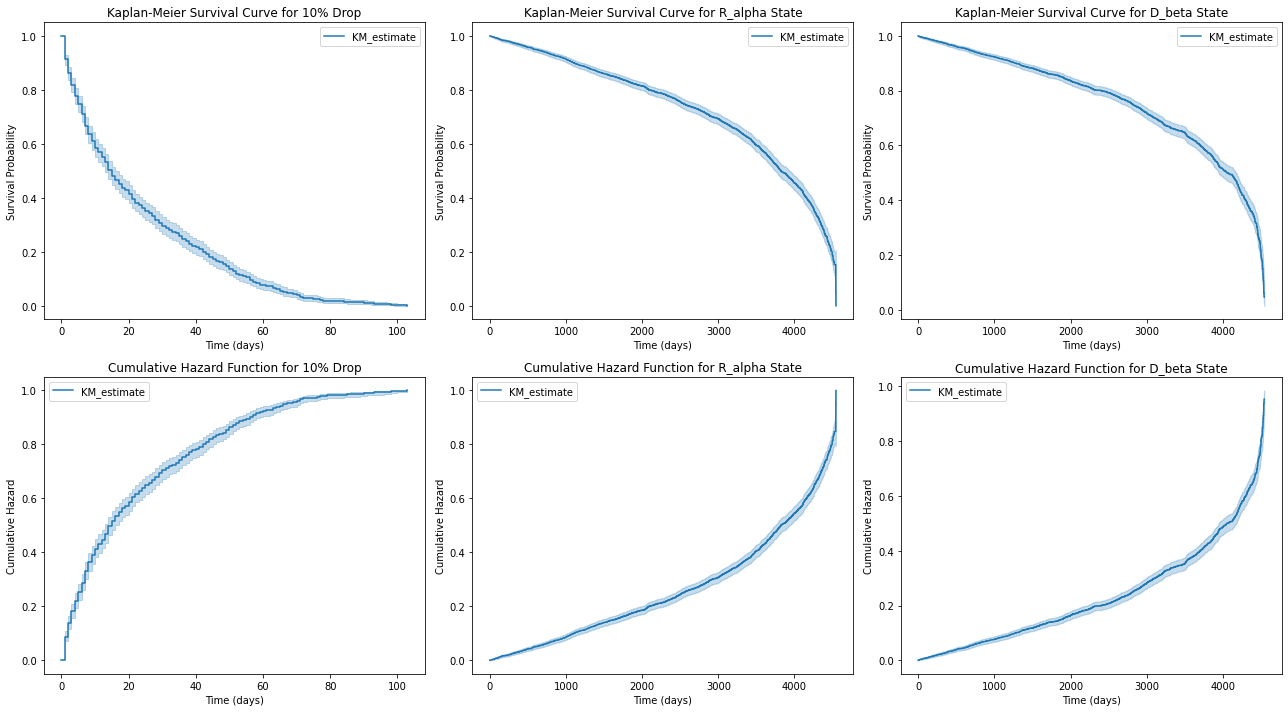 Kaplan-Meier Survival Curve for 10% Drop
KM_estimate
Survival Probability
1.0
0.8
0.6
0.4
0.2
0.0
0 20 40 60 80 100
Time (days)
Kaplan-Meier Survival Curve for R_alpha State
KM_estimate
Survival Probability
1.0
0.8
0.6
0.4
0.2
0.0
0 1000 2000 3000 4000
Time (days)
Kaplan-Meier Survival Curve for D_beta State
KM_estimate
Survival Probability
1.0
0.8
0.6
0.4
0.2
0.0
0 1000 2000 3000 4000
Time (days)
Cumulative Hazard Function for 10% Drop
KM_estimate
Cumulative Hazard
1.0
0.8
0.6
0.4
0.2
0.0
0 20 40 60 80 100
Time (days)
Cumulative Hazard Function for R_alpha State
KM_estimate
Cumulative Hazard
1.0
0.8
0.6
0.4
0.2
0.0
0 1000 2000 3000 4000
Time (days)
Cumulative Hazard Function for D_beta State
KM_estimate
Cumulative Hazard
1.0
0.8
0.6
0.4
0.2
0.0
0 1000 2000 3000 4000
Time (days)